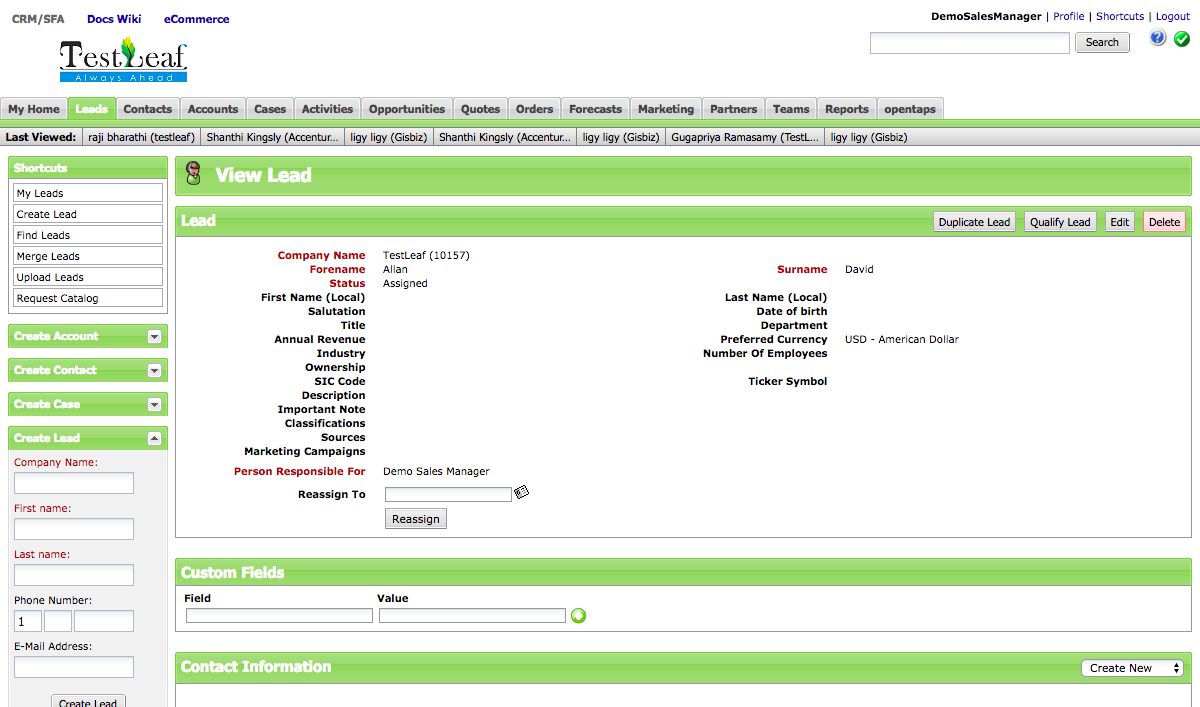 CRM/SFA Docs Wiki eCommerce
DemoSalesManager | Profile | Shortcuts | Logout
TestLeaf
Always Ahead
Search
My Home Leads Contacts Accounts Cases Activities Opportunities Quotes Orders Forecasts Marketing Partners Teams Reports opentaps
Last Viewed: raji bharathi (testleaf) Shanthi Kingsly (Accentur... ligy ligy (Gisbiz) Shanthi Kingsly (Accentur... ligy ligy (Gisbiz) Gugapriya Ramasamy (TestL... ligy ligy (Gisbiz)
Shortcuts
My Leads
Create Lead
Find Leads
Merge Leads
Upload Leads
Request Catalog
Create Account
Create Contact
Create Case
Create Lead
Company Name:
First name:
Last name:
Phone Number:
1
E-Mail Address:
Create Lead
View Lead
Lead
Duplicate Lead Qualify Lead Edit Delete
Company Name TestLeaf (10157)
Forename Allan Surname David
Status Assigned
First Name (Local) Last Name (Local)
Salutation Date of birth
Title Department
Annual Revenue Preferred Currency USD - American Dollar
Industry Number Of Employees
Ownership
SIC Code Ticker Symbol
Description
Important Note
Classifications
Sources
Marketing Campaigns
Person Responsible For Demo Sales Manager
Reassign To
Reassign
Custom Fields
Field Value
Contact Information
Create New